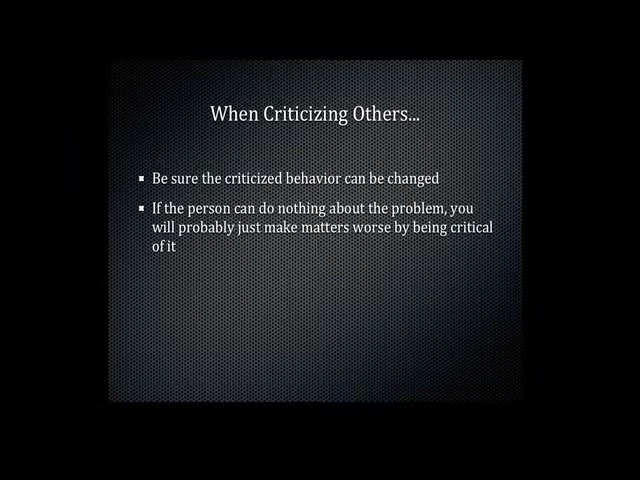 When Criticizing Others...
Be sure the criticized behavior can be changed
If the person can do nothing about the problem, you
will probably just make matters worse by being critical
of it